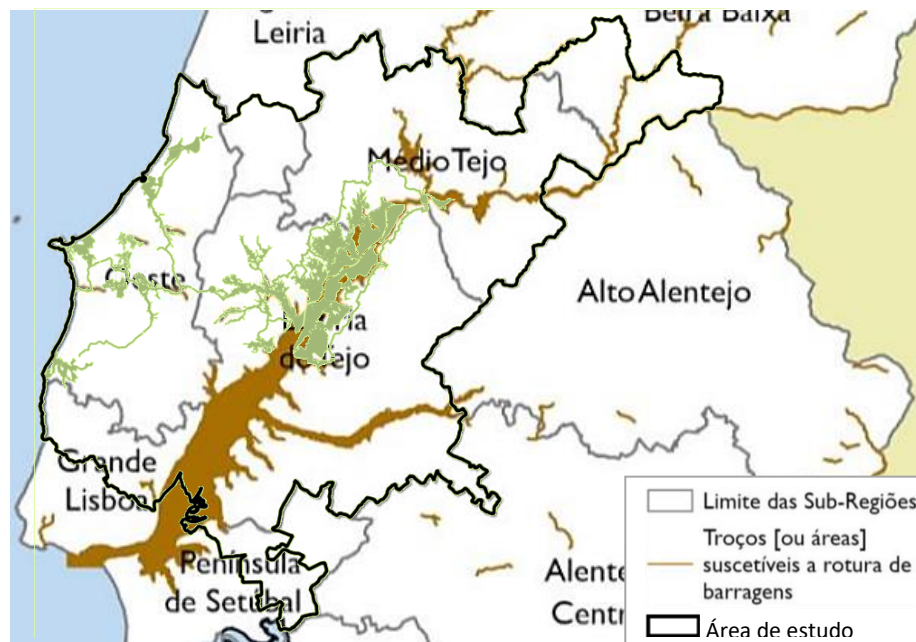 Beira Baixa
Leiria
Médio Tejo
Oeste
Alto Alentejo
Lezíria
do Tejo
Grande
Lisboa
Península
de Setúbal
Alente
Centr
Limite das Sub-Regiões
Troços [ou áreas]
suscetíveis a rotura de
barragens
Área de estudo